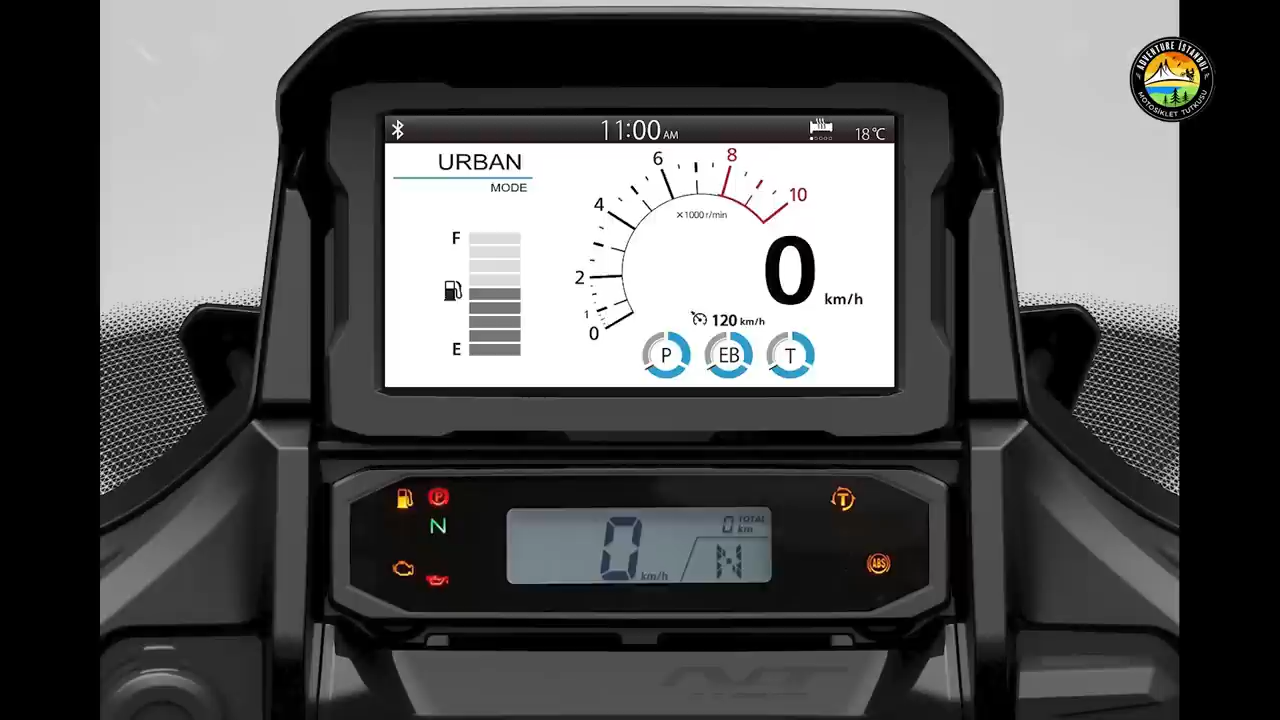 ADVENTURE İSTANBUL
MOTOSİKLET TUTKUSU
11:00 AM
18°C
URBAN
MODE
F
E
0
1
2
4
6
8
10
×1000 r/min
0 km/h
120 km/h
P
EB
T
P
N
T
ABS
0 km/h
0 TOTAL km
N